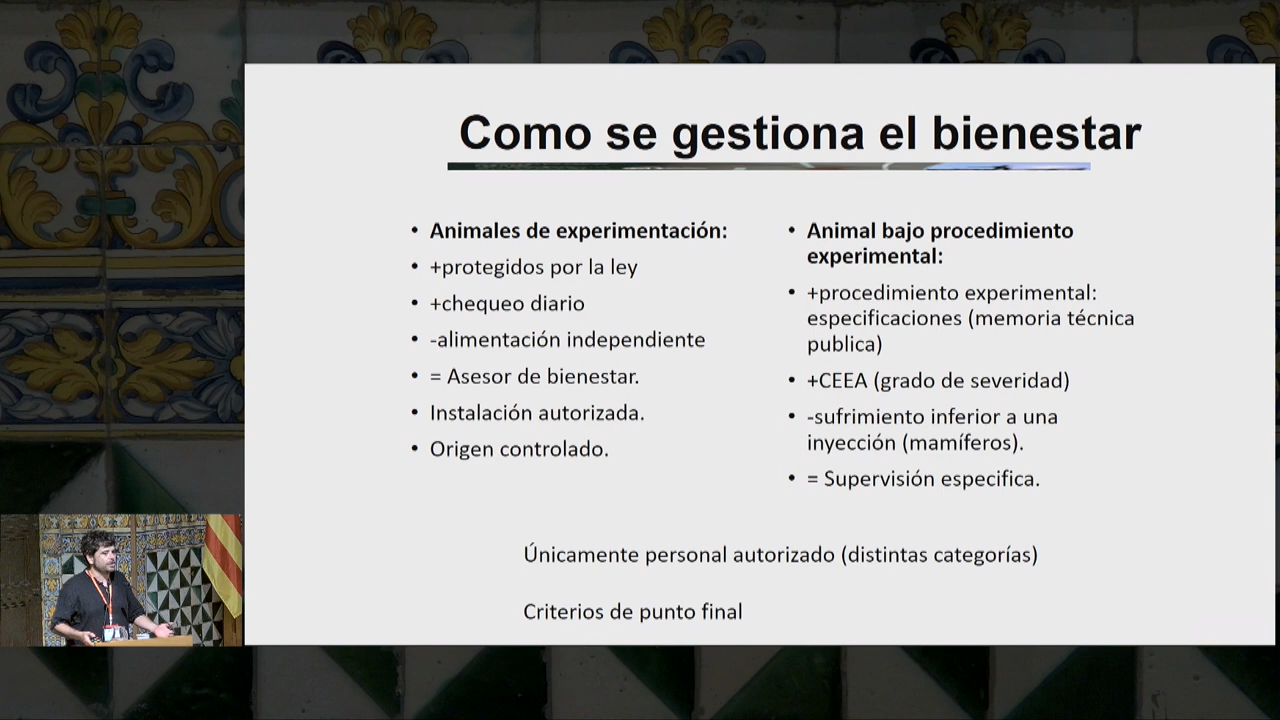 Como se gestiona el bienestar
• Animales de experimentación:
• +protegidos por la ley
• +chequeo diario
• -alimentación independiente
• = Asesor de bienestar.
• Instalación autorizada.
• Origen controlado.
• Animal bajo procedimiento
experimental:
• +procedimiento experimental:
especificaciones (memoria técnica
publica)
• +CEEA (grado de severidad)
• -sufrimiento inferior a una
inyección (mamíferos).
• = Supervisión especifica.
Únicamente personal autorizado (distintas categorías)
Criterios de punto final